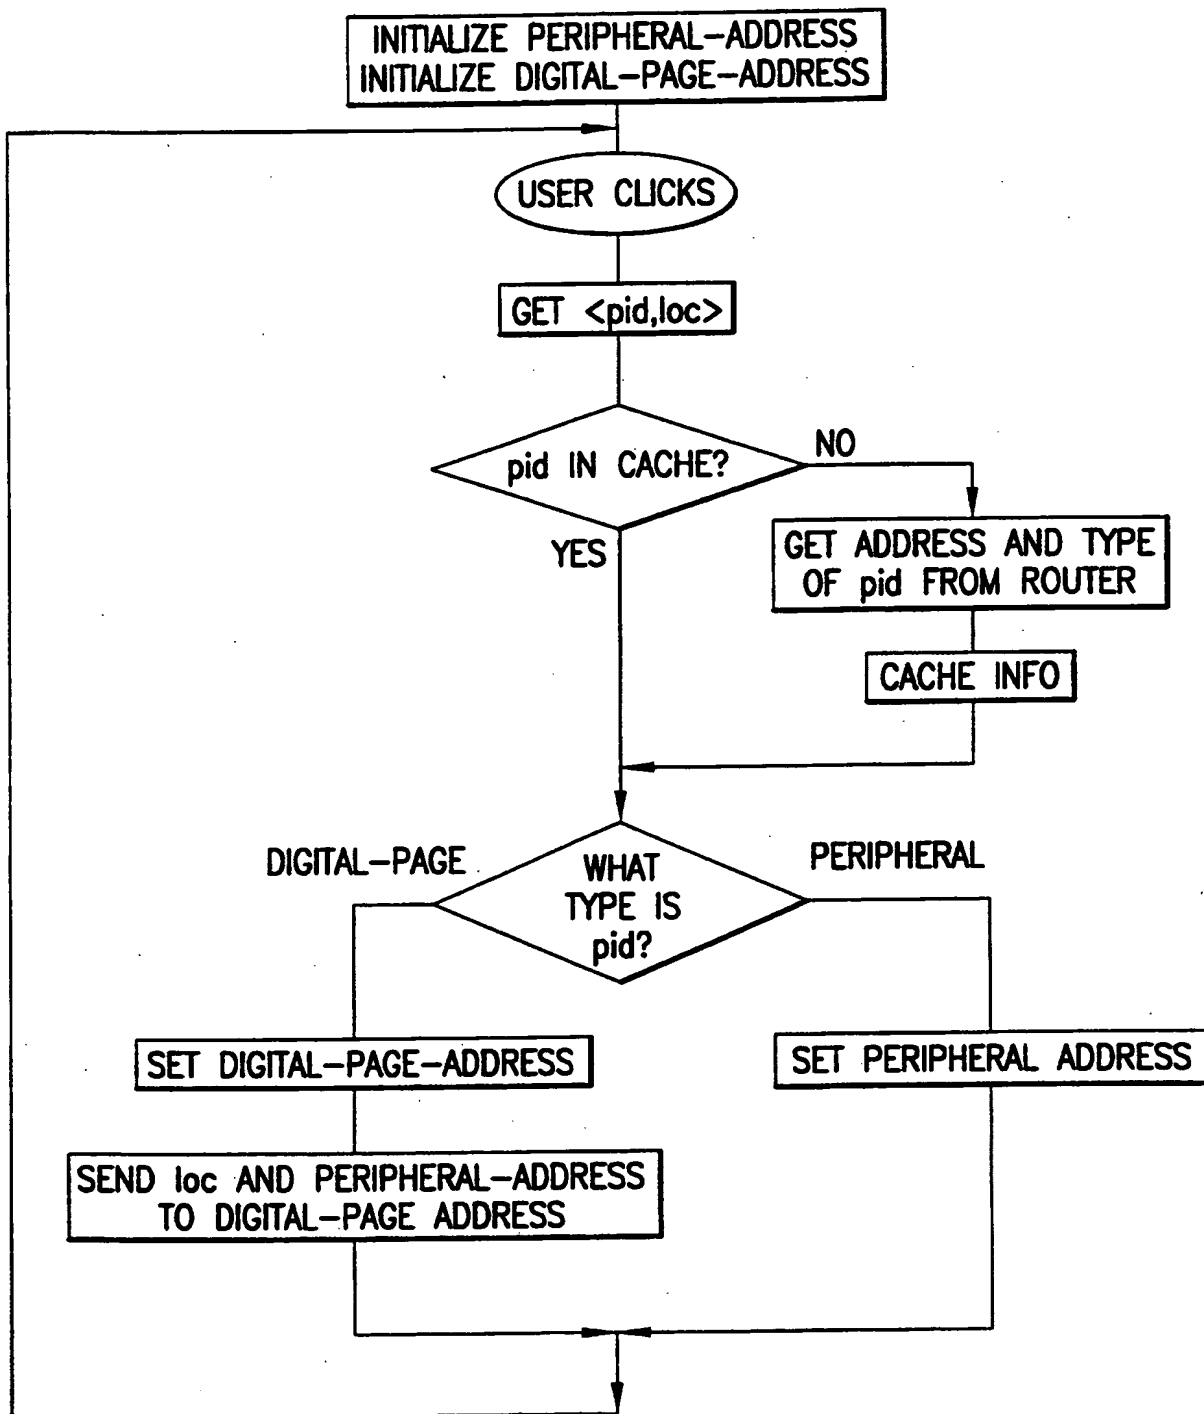 INITIALIZE PERIPHERAL-ADDRESS
INITIALIZE DIGITAL-PAGE-ADDRESS
USER CLICKS
GET <pid,loc>
pid IN CACHE?
NO
YES
GET ADDRESS AND TYPE
OF pid FROM ROUTER
CACHE INFO
DIGITAL-PAGE
WHAT
TYPE IS
pid?
PERIPHERAL
SET DIGITAL-PAGE-ADDRESS
SET PERIPHERAL ADDRESS
SEND loc AND PERIPHERAL-ADDRESS
TO DIGITAL-PAGE ADDRESS